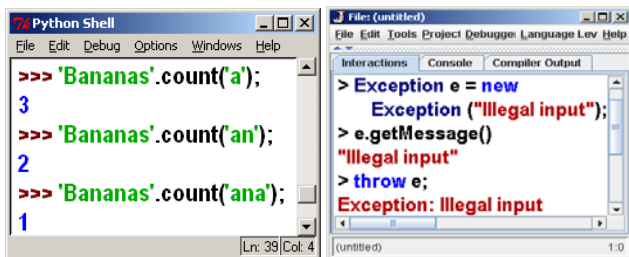 Python Shell
File Edit Debug Options Windows Help
>>> 'Bananas'.count('a');
3
>>> 'Bananas'.count('an');
2
>>> 'Bananas'.count('ana');
1
Ln: 39 Col: 4
File: (untitled)
File Edit Tools Project Debugger Language Lev Help
Interactions Console Compiler Output
> Exception e = new
Exception ("Illegal input");
> e.getMessage()
"Illegal input"
> throw e;
Exception: Illegal input
(untitled) 1:0